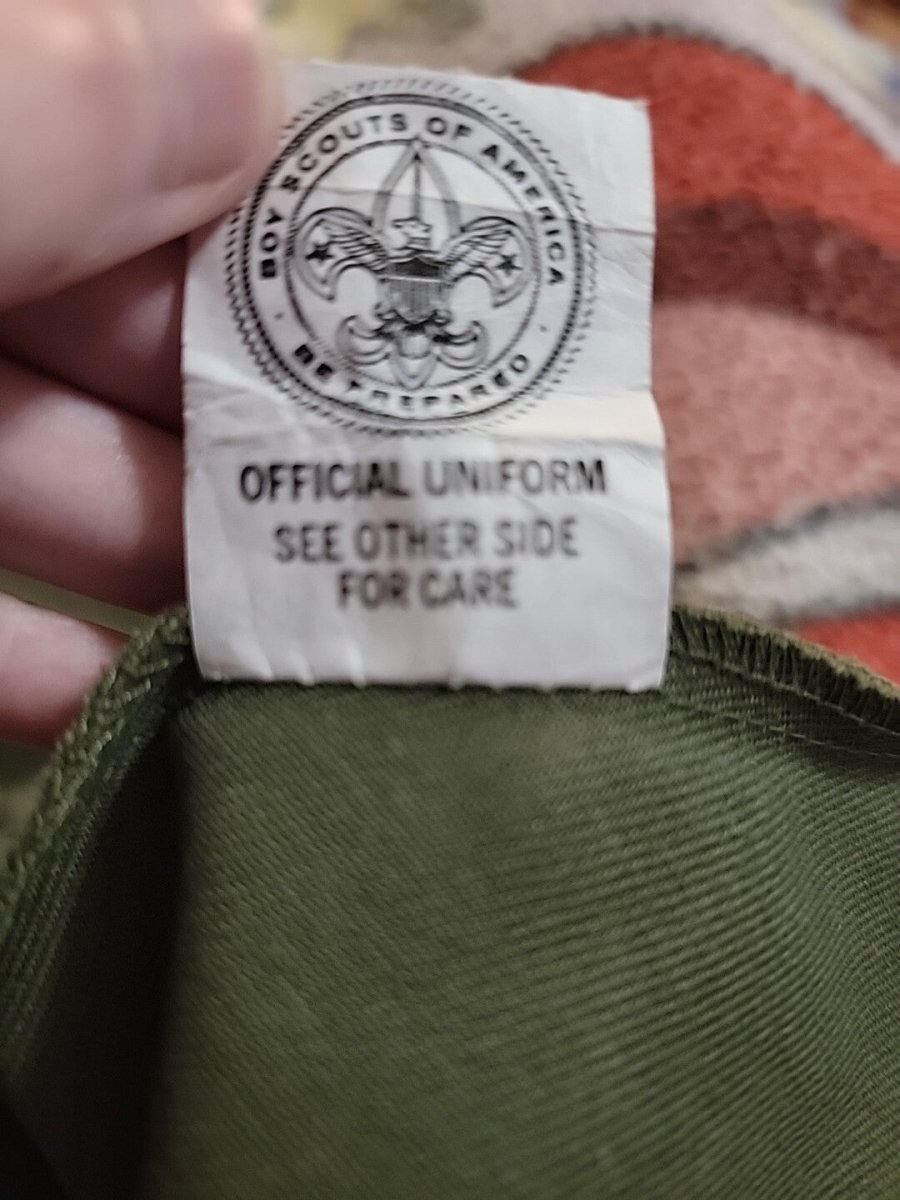 BOY SCOUTS OF AMERICA
BE PREPARED
OFFICIAL UNIFORM
SEE OTHER SIDE
FOR CARE